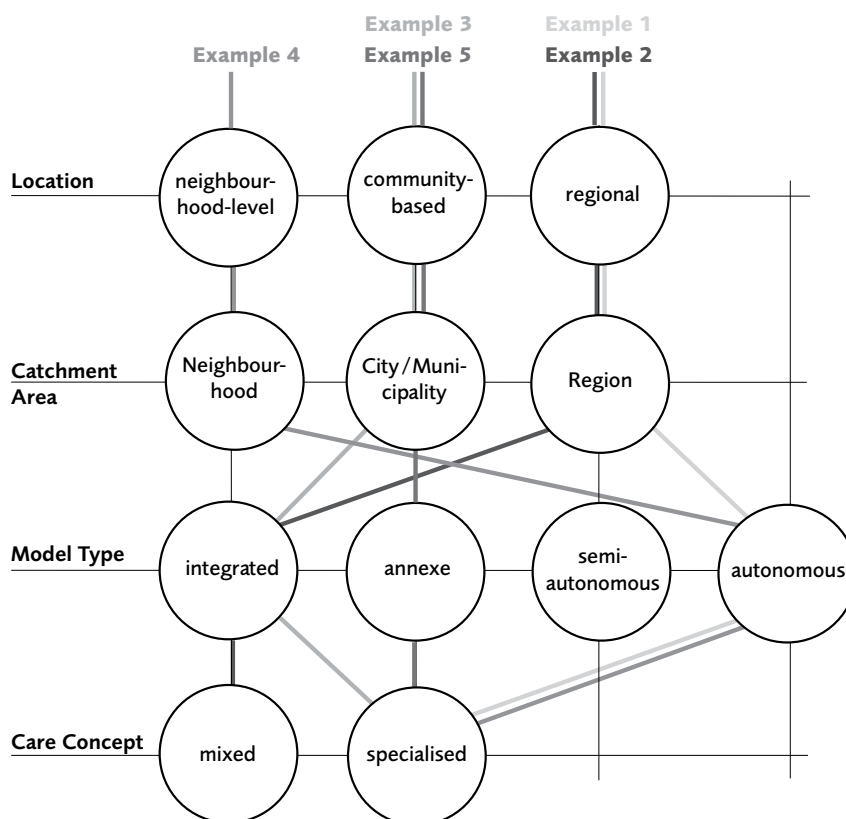 Example 3
Example 1
Example 4
Example 5
Example 2
Location
neighbour-
hood-level
community-
based
regional
Catchment
Area
Neighbour-
hood
City/Muni-
cipality
Region
Model Type
integrated
annexe
semi-
autonomous
autonomous
Care Concept
mixed
specialised